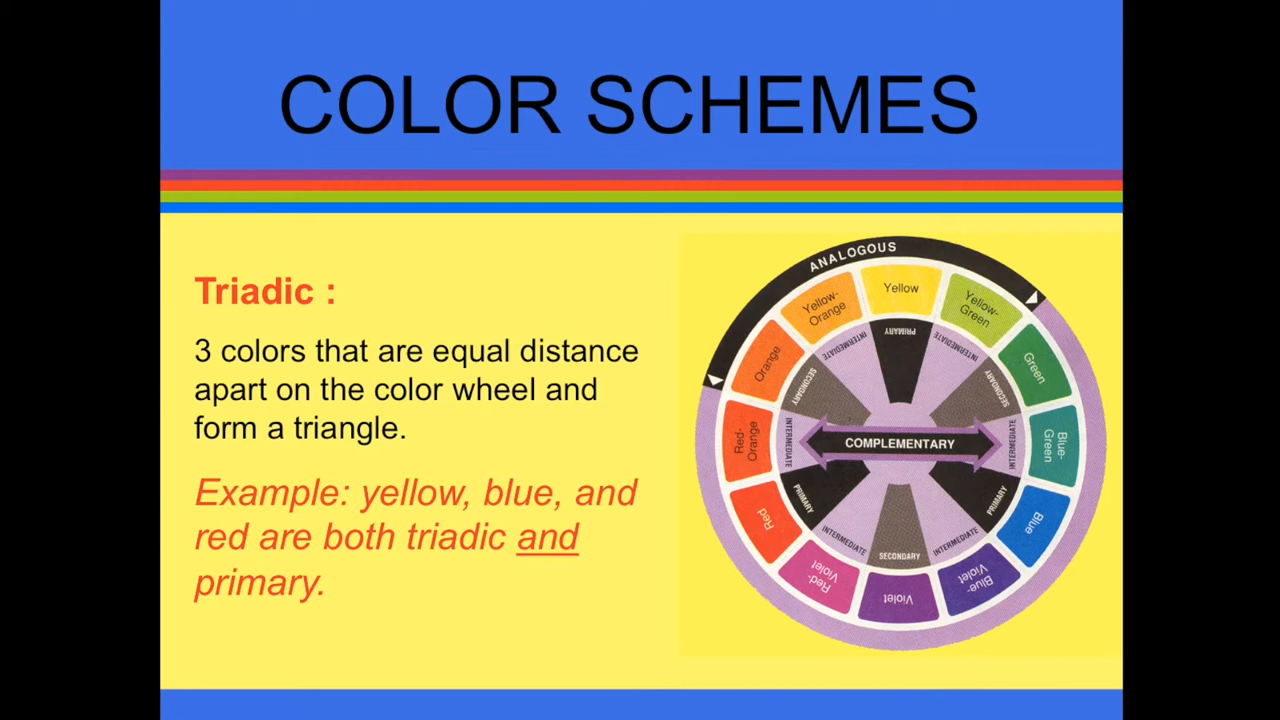 COLOR SCHEMES
Triadic :
3 colors that are equal distance
apart on the color wheel and
form a triangle.
Example: yellow, blue, and
red are both triadic and
primary.
ANALOGOUS
Yellow
Yellow-
Green
Green
Blue-
Green
Blue
Blue-
Violet
Violet
Red-
Violet
Red
Red-
Orange
Orange
Yellow-
Orange
PRIMARY
INTERMEDIATE
SECONDARY
INTERMEDIATE
PRIMARY
INTERMEDIATE
SECONDARY
INTERMEDIATE
PRIMARY
INTERMEDIATE
SECONDARY
INTERMEDIATE
COMPLEMENTARY